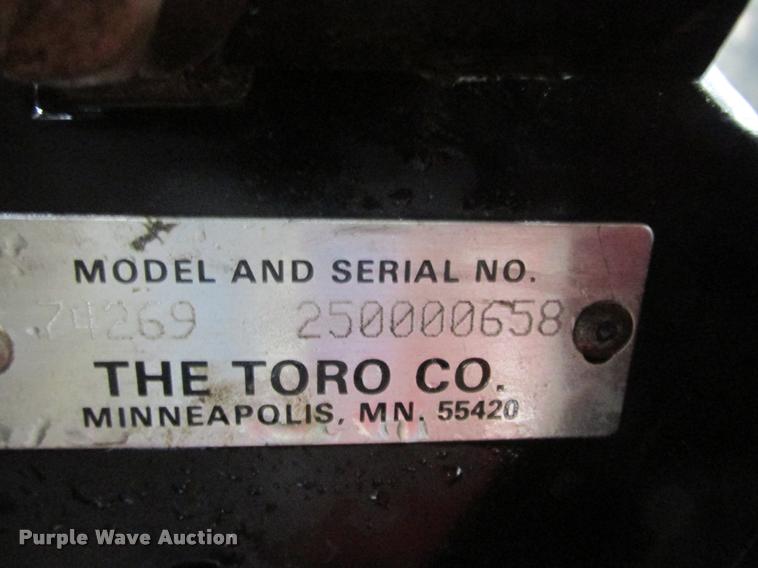 MODEL AND SERIAL NO.
74269 250000658
THE TORO CO.
MINNEAPOLIS, MN. 55420
Purple Wave Auction